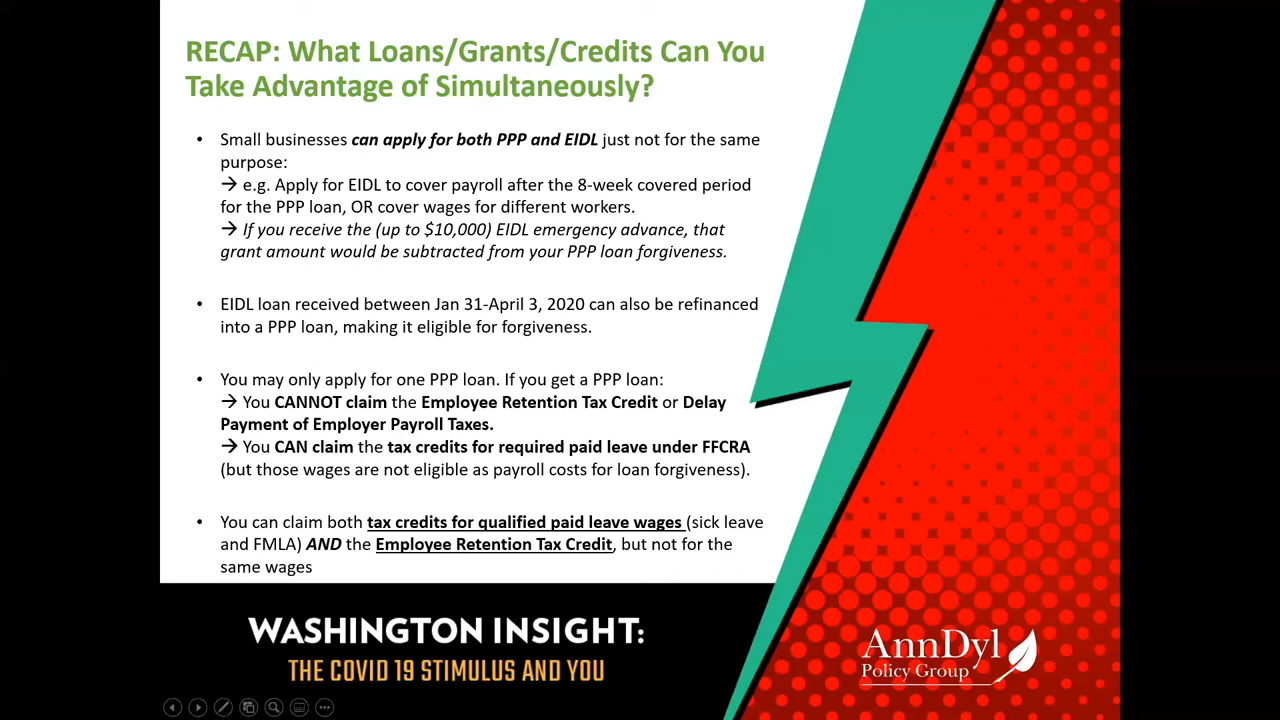 RECAP: What Loans/Grants/Credits Can You
Take Advantage of Simultaneously?
• Small businesses can apply for both PPP and EIDL just not for the same
purpose:
→ e.g. Apply for EIDL to cover payroll after the 8-week covered period
for the PPP loan, OR cover wages for different workers.
→ If you receive the (up to $10,000) EIDL emergency advance, that
grant amount would be subtracted from your PPP loan forgiveness.
• EIDL loan received between Jan 31-April 3, 2020 can also be refinanced
into a PPP loan, making it eligible for forgiveness.
• You may only apply for one PPP loan. If you get a PPP loan:
→ You CANNOT claim the Employee Retention Tax Credit or Delay
Payment of Employer Payroll Taxes.
→ You CAN claim the tax credits for required paid leave under FFCRA
(but those wages are not eligible as payroll costs for loan forgiveness).
• You can claim both tax credits for qualified paid leave wages (sick leave
and FMLA) AND the Employee Retention Tax Credit, but not for the
same wages
WASHINGTON INSIGHT:
THE COVID 19 STIMULUS AND YOU
AnnDyl
Policy Group